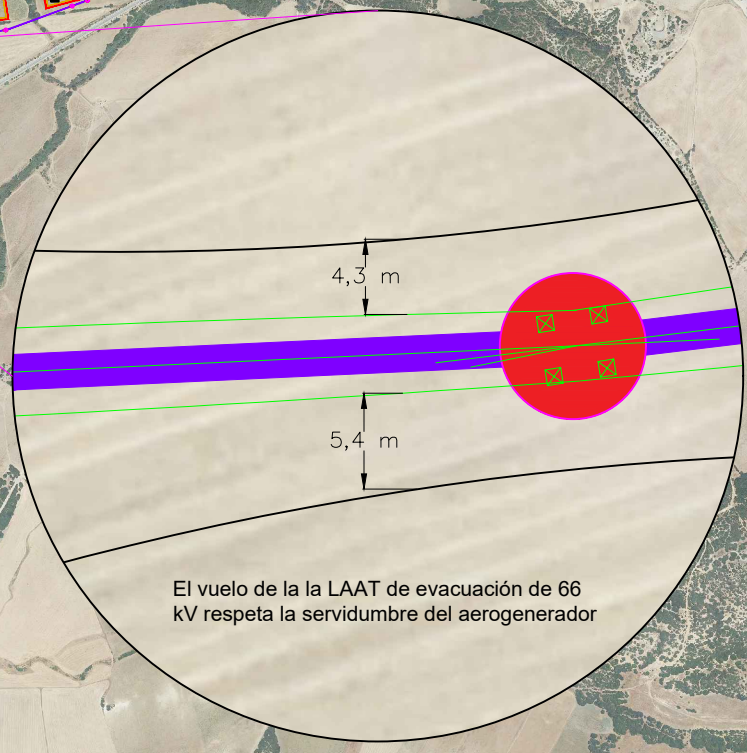 4,3 m
5,4 m
El vuelo de la la LAAT de evacuación de 66
kV respeta la servidumbre del aerogenerador